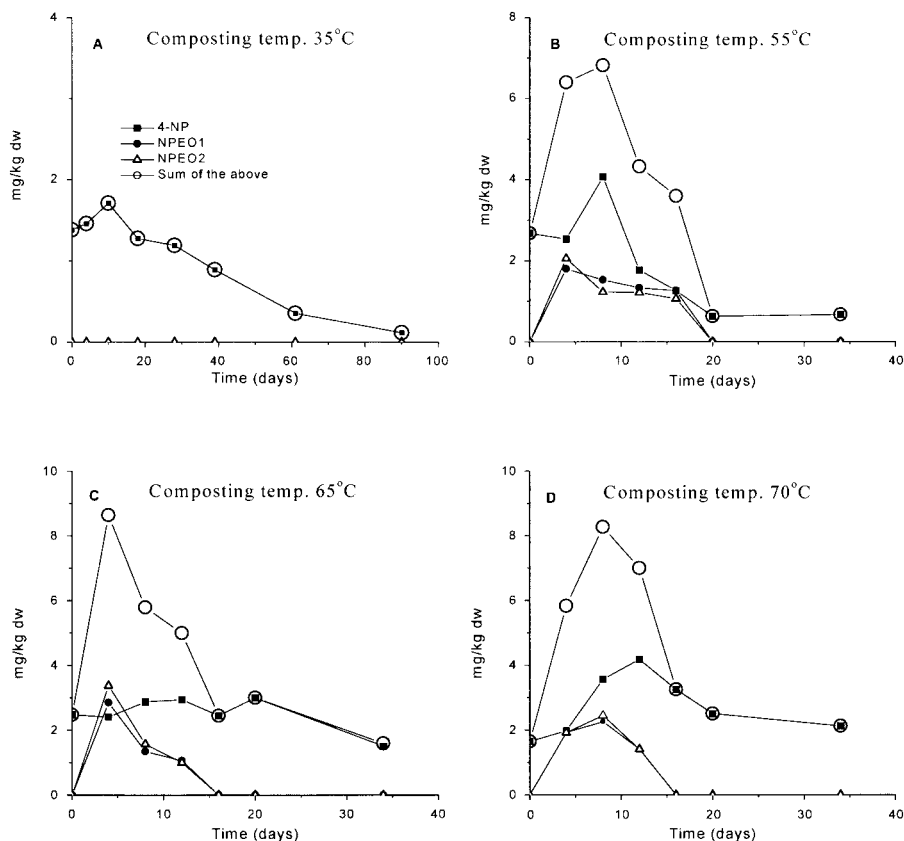 A Composting temp. 35°C
mg/kg dw
4
2
0
4-NP
NPEO1
NPEO2
Sum of the above
0 20 40 60 80 100
Time (days)
B Composting temp. 55°C
mg/kg dw
8
6
4
2
0
0 10 20 30 40
Time (days)
C Composting temp. 65°C
mg/kg dw
10
8
6
4
2
0
0 10 20 30 40
Time (days)
D Composting temp. 70°C
mg/kg dw
10
8
6
4
2
0
0 10 20 30 40
Time (days)